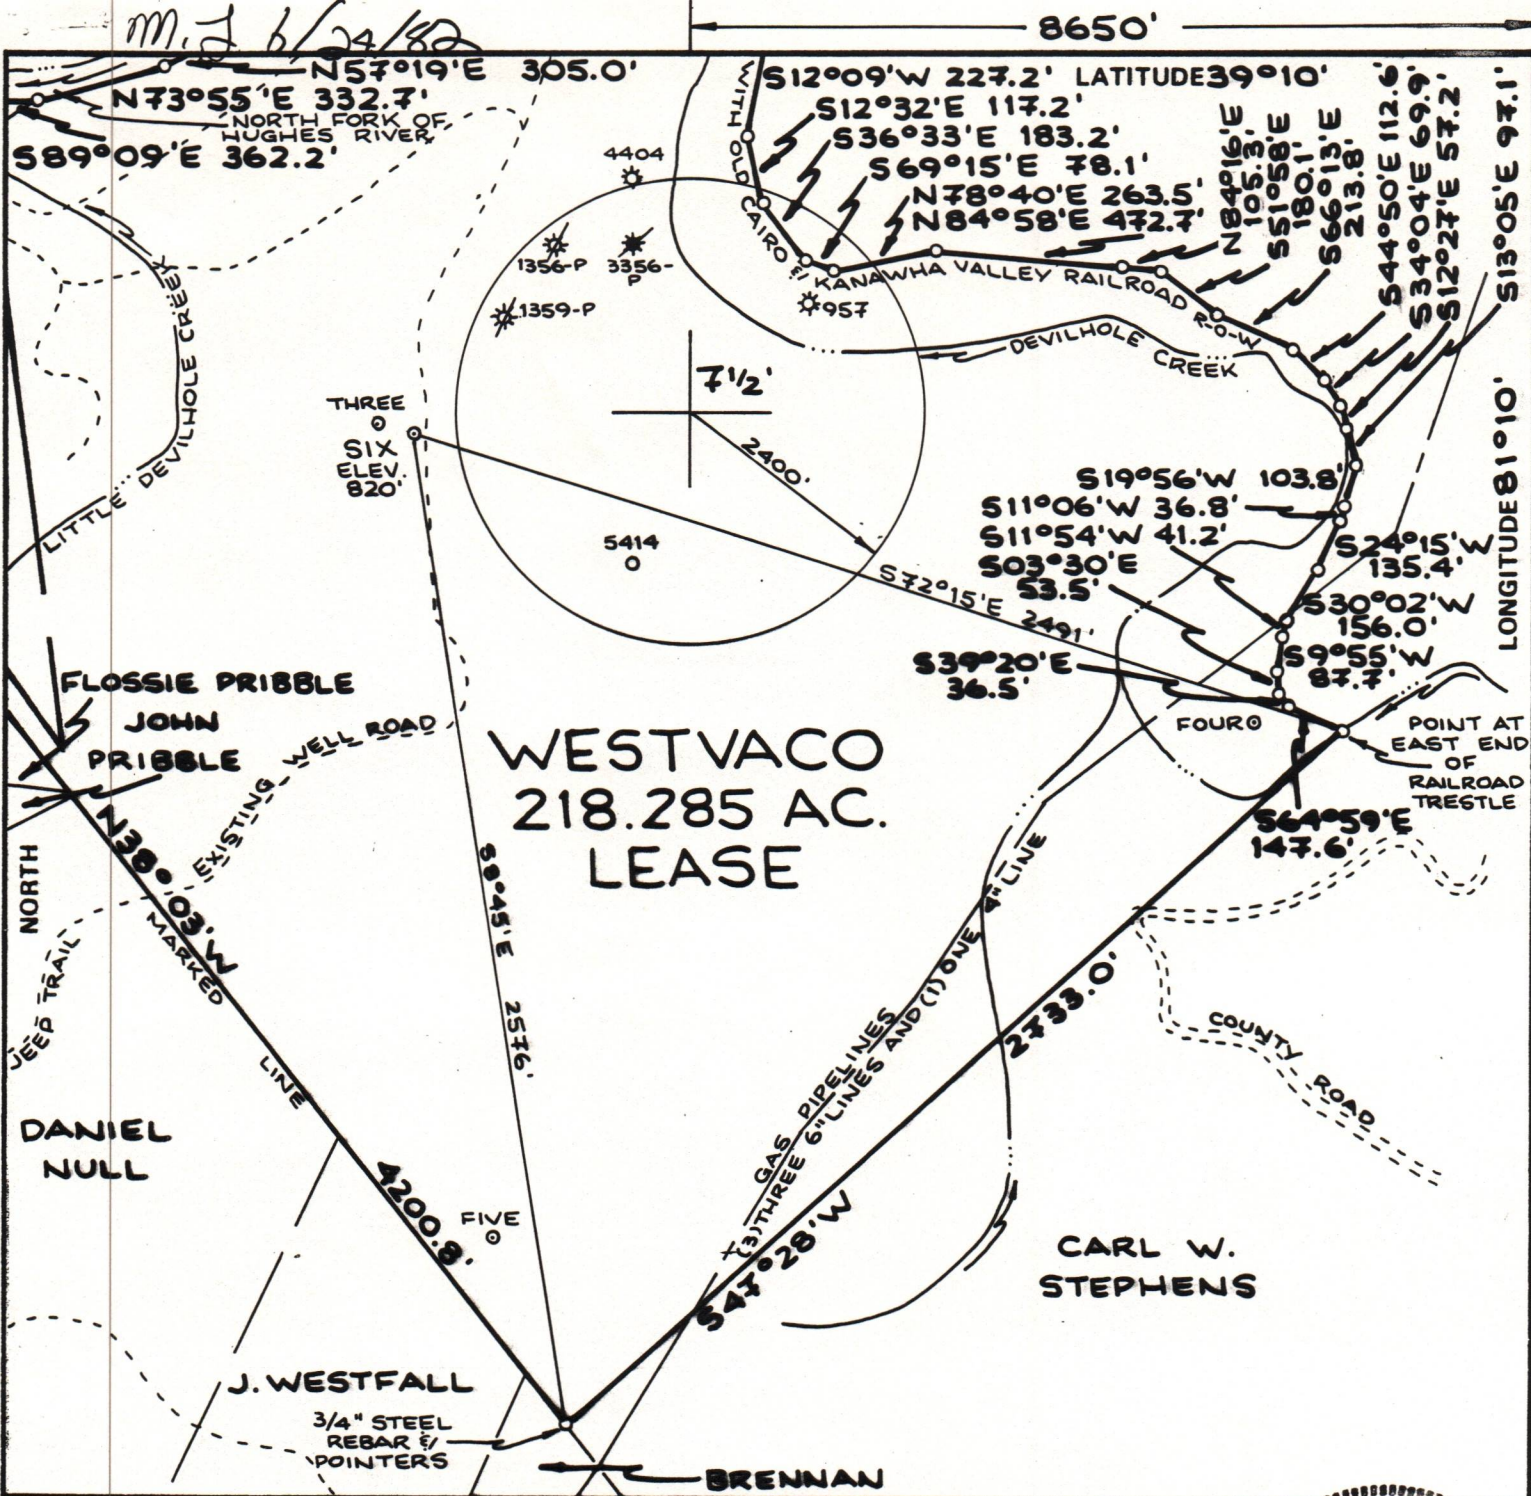 M.J 6/24/82
8650'
N57°19'E 305.0'
N73°55'E 332.7'
NORTH FORK OF
HUGHES RIVER
S89°09'E 362.2'
S12°09'W 227.2' LATITUDE 39°10'
S12°32'E 117.2'
S36°33'E 183.2'
S69°15'E 78.1'
N78°40'E 263.5'
N84°58'E 472.7'
N84°16'E
105.3'
S51°58'E
180.1'
S66°13'E
213.8'
S44°50'E 112.6'
S34°04'E 69.9'
S12°27'E 57.2'
S13°05'E 97.1'
WITH OLD CAIRO & KANAWHA VALLEY RAILROAD R-O-W
4404
1356-P
3356-
P
1359-P
957
DEVILHOLE CREEK
LITTLE DEVILHOLE CREEK
7 1/2'
2400'
THREE
SIX
ELEV.
820'
5414
S72°15'E 2491'
LONGITUDE 81°10'
S19°56'W 103.8'
S11°06'W 36.8'
S11°54'W 41.2'
S03°30'E
53.5'
S24°15'W
135.4'
S30°02'W
156.0'
S9°55'W
87.7'
S39°20'E
36.5'
FOUR
POINT AT
EAST END
OF
RAILROAD
TRESTLE
S64°59'E
147.6'
FLOSSIE PRIBBLE
JOHN
PRIBBLE
EXISTING WELL ROAD
WESTVACO
218.285 AC.
LEASE
NORTH
N38°03'W
MARKED
LINE
4200.8'
JEEP TRAIL
S8°45'E 2576'
GAS PIPELINES
(3) THREE 6" LINES AND (1) ONE 4" LINE
2733.0'
S47°28'W
COUNTY ROAD
DANIEL
NULL
FIVE
CARL W.
STEPHENS
J. WESTFALL
3/4" STEEL
REBAR &
POINTERS
BRENNAN